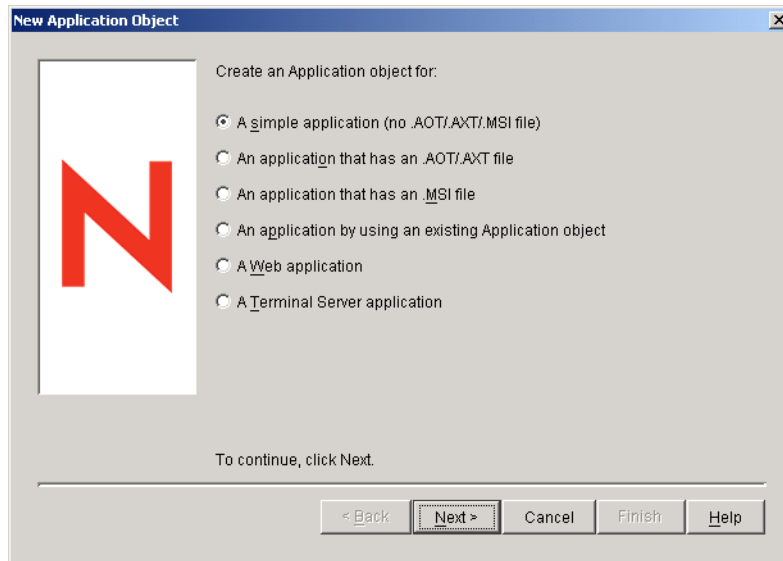 New Application Object
Create an Application object for:
A simple application (no .AOT/.AXT/.MSI file)
An application that has an .AOT/.AXT file
An application that has an .MSI file
An application by using an existing Application object
A Web application
A Terminal Server application
To continue, click Next.
< Back Next > Cancel Finish Help